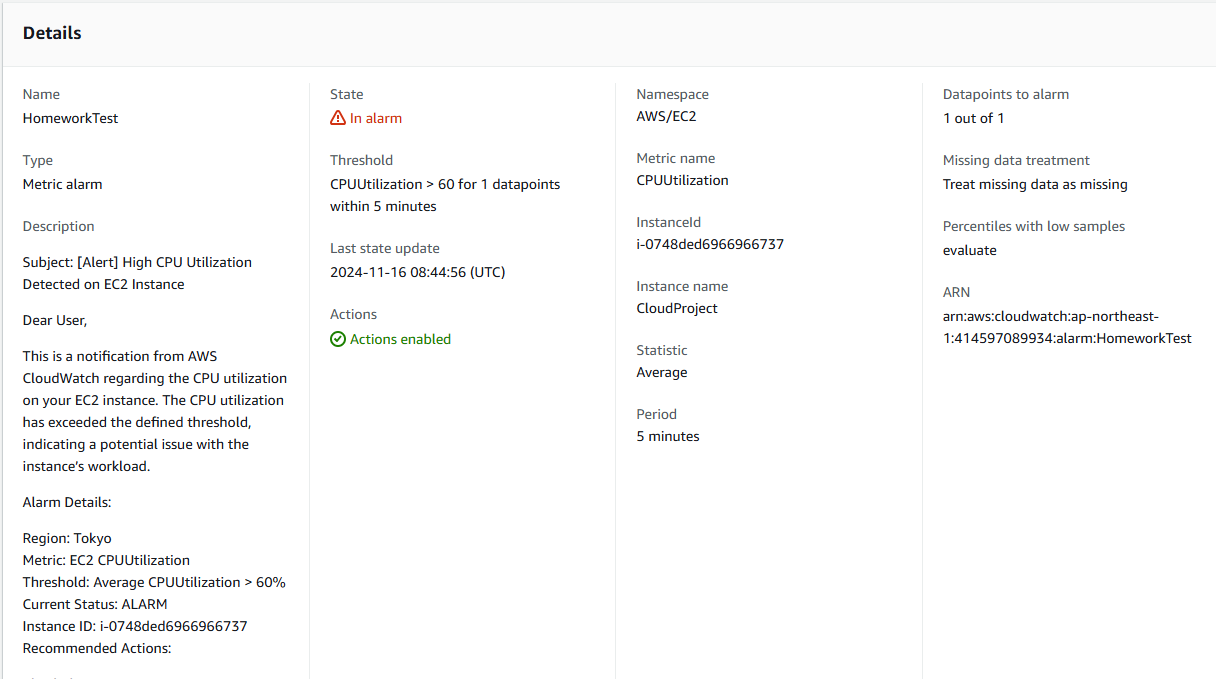 Details
Name
HomeworkTest
Type
Metric alarm
Description
Subject: [Alert] High CPU Utilization
Detected on EC2 Instance
Dear User,
This is a notification from AWS
CloudWatch regarding the CPU utilization
on your EC2 instance. The CPU utilization
has exceeded the defined threshold,
indicating a potential issue with the
instance's workload.
Alarm Details:
Region: Tokyo
Metric: EC2 CPUUtilization
Threshold: Average CPUUtilization > 60%
Current Status: ALARM
Instance ID: i-0748ded6966966737
Recommended Actions:
State
In alarm
Threshold
CPUUtilization > 60 for 1 datapoints
within 5 minutes
Last state update
2024-11-16 08:44:56 (UTC)
Actions
Actions enabled
Namespace
AWS/EC2
Metric name
CPUUtilization
InstanceId
i-0748ded6966966737
Instance name
CloudProject
Statistic
Average
Period
5 minutes
Datapoints to alarm
1 out of 1
Missing data treatment
Treat missing data as missing
Percentiles with low samples
evaluate
ARN
arn:aws:cloudwatch:ap-northeast-
1:414597089934:alarm:HomeworkTest